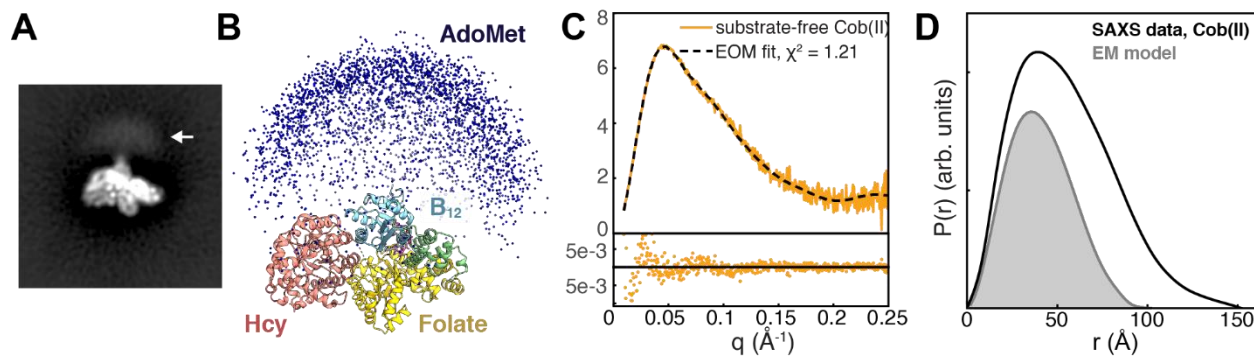 A
B
AdoMet
B₁₂
Hcy
Folate
C
substrate-free Cob(II)
EOM fit, χ² = 1.21
8
6
4
2
0
5e-3
5e-3
0
0.05
0.10
0.15
0.20
0.25
q (Å⁻¹)
D
SAXS data, Cob(II)
EM model
P(r) (arb. units)
0
50
100
150
r (Å)